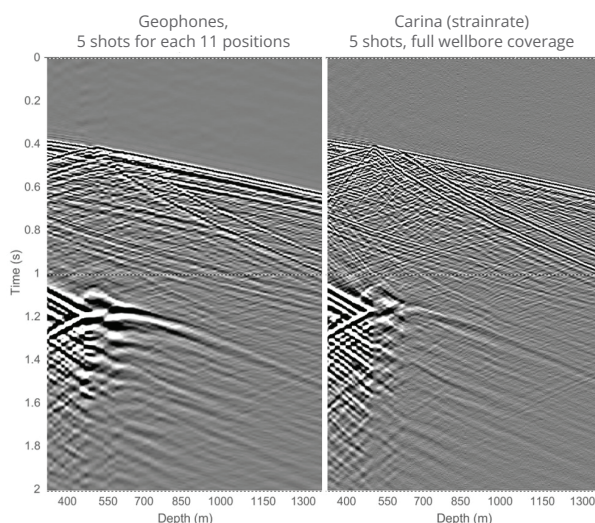 Geophones,
5 shots for each 11 positions
Carina (strainrate)
5 shots, full wellbore coverage
Time (s)
0
0.2
0.4
0.6
0.8
1
1.2
1.4
1.6
1.8
2
400 550 700 850 1000 1150 1300
Depth (m)
400 550 700 850 1000 1150 1300
Depth (m)